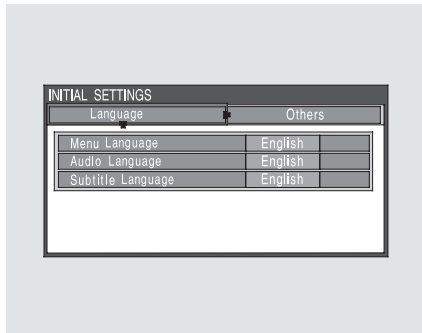 INITIAL SETTINGS
Language Others
Menu Language English
Audio Language English
Subtitle Language English